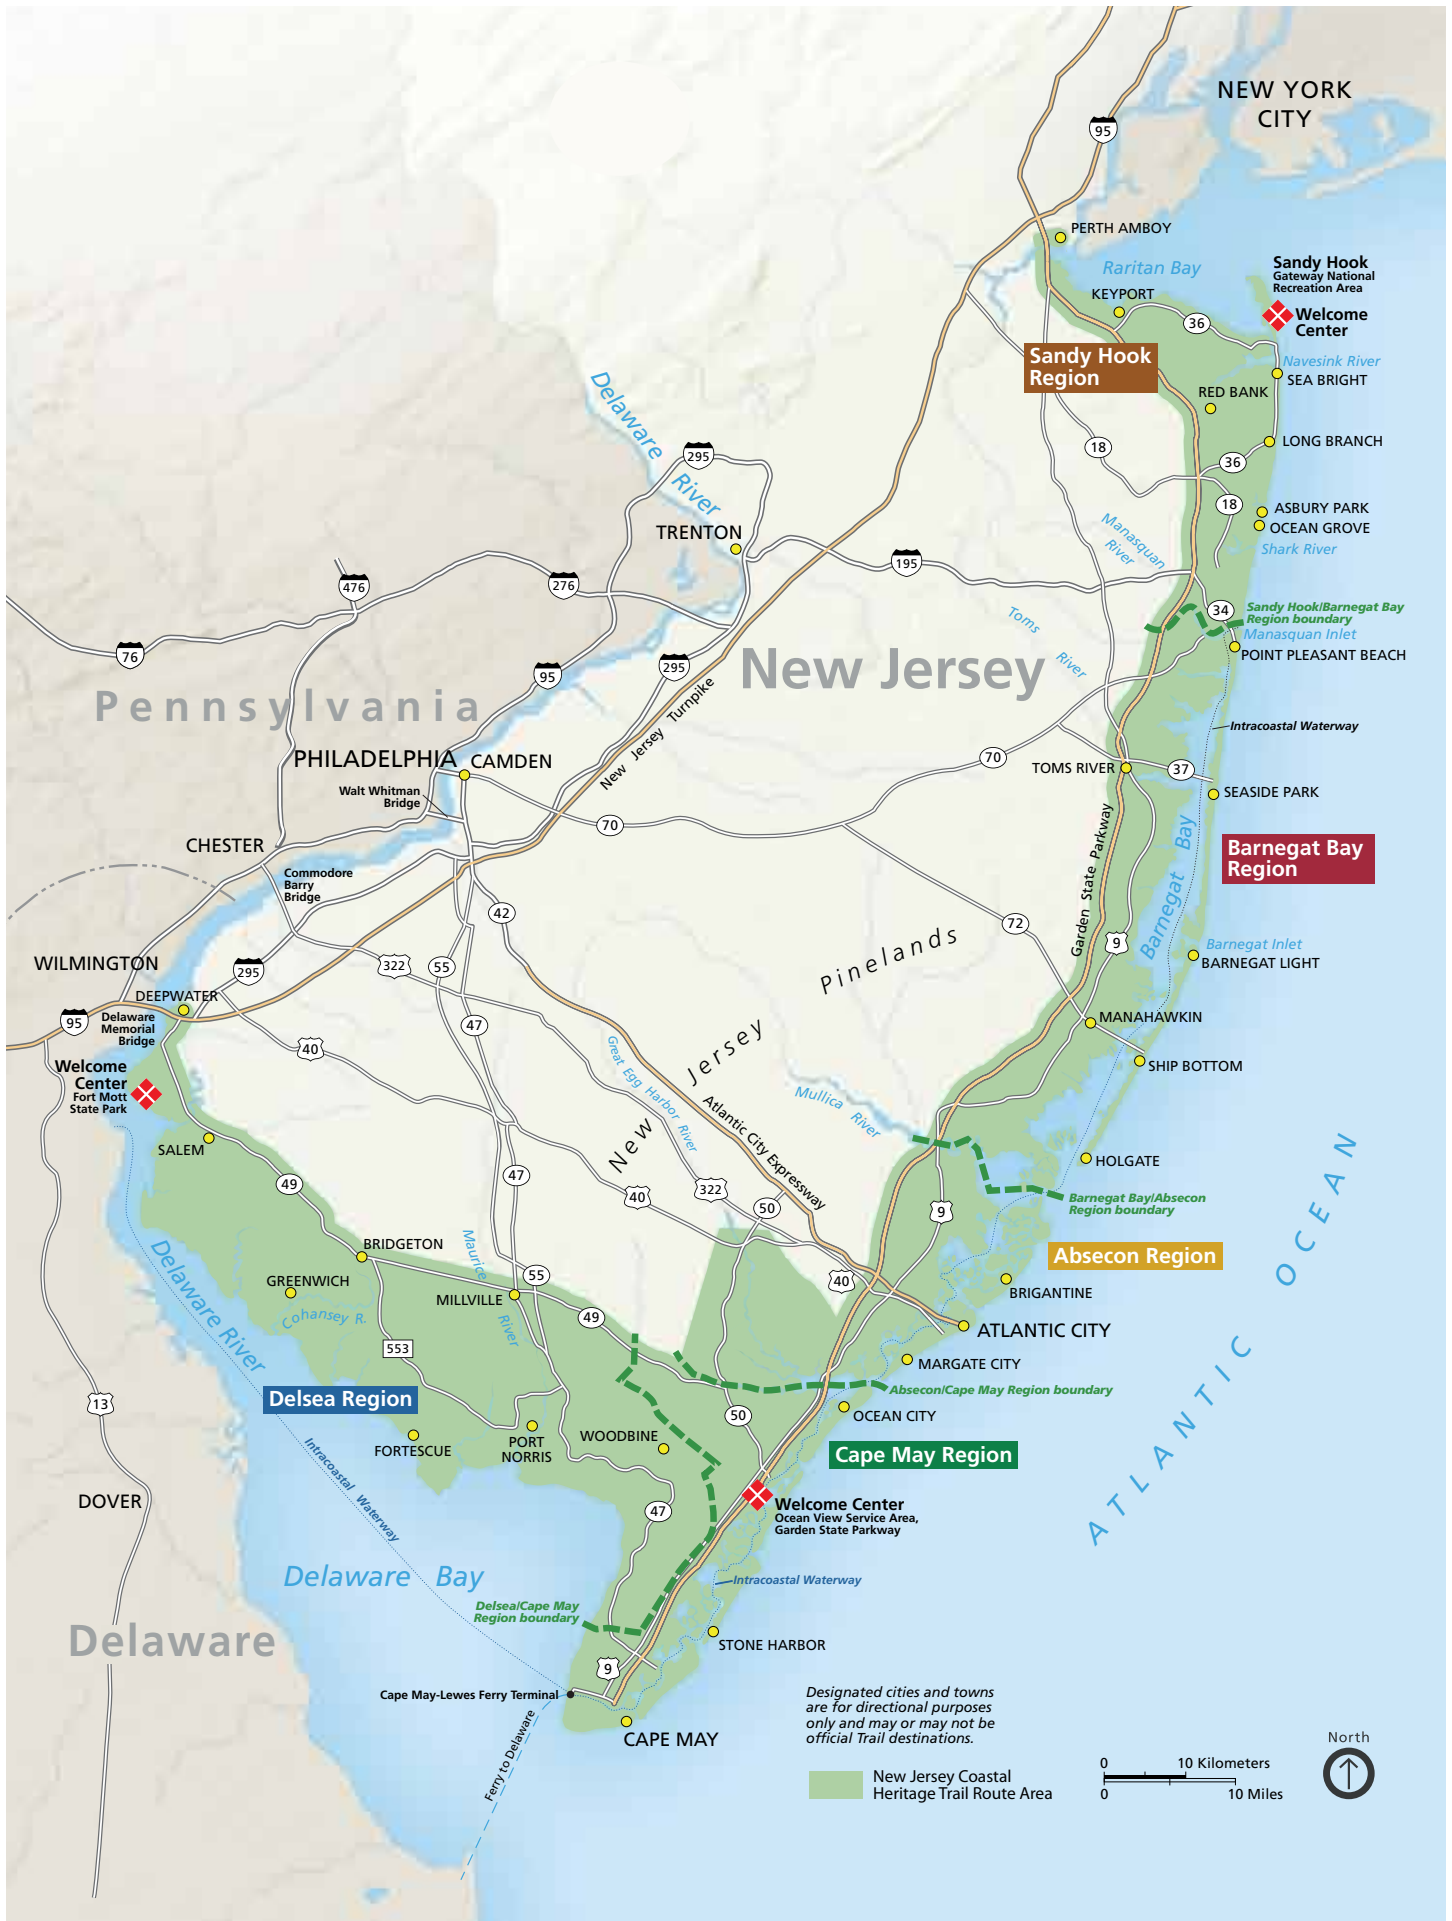 NEW YORK
CITY
95
PERTH AMBOY
Raritan Bay
Sandy Hook
Gateway National
Recreation Area
KEYPORT
Welcome
Center
36
Sandy Hook
Region
Navesink River
SEA BRIGHT
RED BANK
Delaware
River
LONG BRANCH
18
295
36
18
ASBURY PARK
OCEAN GROVE
Manasquan
River
Shark River
TRENTON
195
476
276
34
Sandy Hook/Barnegat Bay
Region boundary
Toms
River
Manasquan Inlet
POINT PLEASANT BEACH
76
295
95
New Jersey
Pennsylvania
New Jersey Turnpike
Intracoastal Waterway
PHILADELPHIA
CAMDEN
70
TOMS RIVER
37
Walt Whitman
Bridge
SEASIDE PARK
70
CHESTER
Garden State Parkway
Barnegat Bay
Barnegat Bay
Region
Commodore
Barry
Bridge
42
72
9
Barnegat Inlet
BARNEGAT LIGHT
WILMINGTON
295
322
55
New Jersey Pinelands
DEEPWATER
95
Delaware
Memorial
Bridge
47
MANAHAWKIN
40
Great Egg Harbor River
SHIP BOTTOM
Welcome
Center
Fort Mott
State Park
Mullica River
Atlantic City Expressway
SALEM
HOLGATE
49
47
40
322
50
9
Barnegat Bay/Absecon
Region boundary
ATLANTIC OCEAN
BRIDGETON
Maurice
River
Absecon Region
Delaware River
GREENWICH
55
40
BRIGANTINE
MILLVILLE
Cohansey R.
49
ATLANTIC CITY
553
MARGATE CITY
Absecon/Cape May Region boundary
13
Delsea Region
50
OCEAN CITY
FORTESCUE
PORT
NORRIS
WOODBINE
Cape May Region
Intracoastal Waterway
DOVER
47
Welcome Center
Ocean View Service Area,
Garden State Parkway
Delaware Bay
Intracoastal Waterway
Delsea/Cape May
Region boundary
Delaware
STONE HARBOR
9
Cape May-Lewes Ferry Terminal
Ferry to Delaware
CAPE MAY
Designated cities and towns
are for directional purposes
only and may or may not be
official Trail destinations.
New Jersey Coastal
Heritage Trail Route Area
North
0 10 Kilometers
0 10 Miles